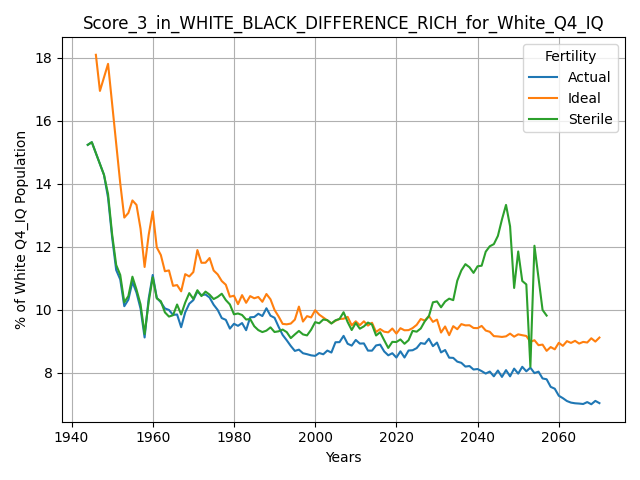 Score_3_in_WHITE_BLACK_DIFFERENCE_RICH_for_White_Q4_IQ
Fertility
Actual
Ideal
Sterile
% of White Q4_IQ Population
18
16
14
12
10
8
1940
1960
1980
2000
2020
2040
2060
Years